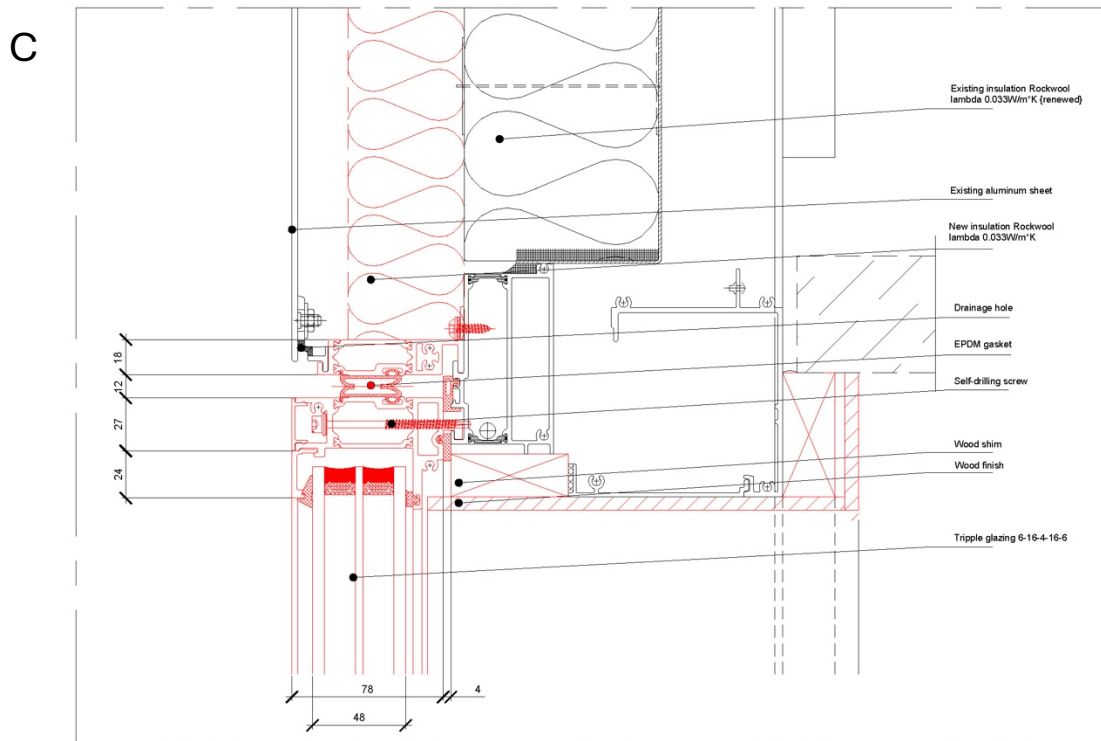 C
Existing insulation Rockwool
lambda 0.033W/m*K {renewed}
Existing aluminum sheet
New insulation Rockwool
lambda 0.033W/m*K
Drainage hole
EPDM gasket
Self-drilling screw
Wood shim
Wood finish
Tripple glazing 6-16-4-16-6
18
12
27
24
78
4
48